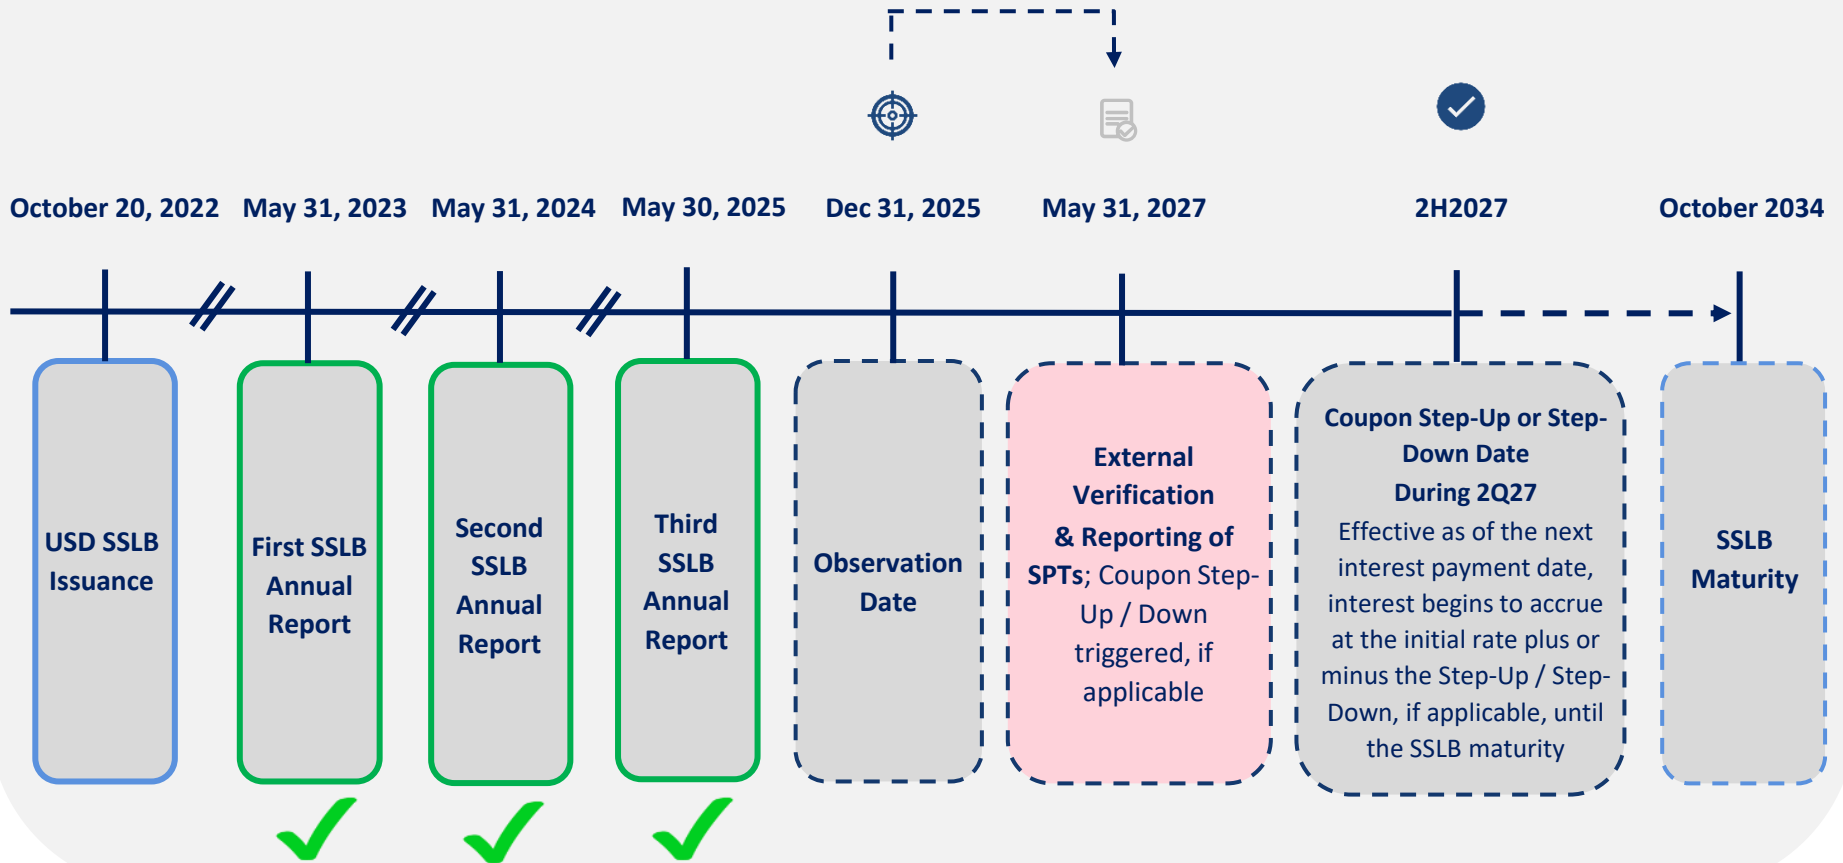 October 20, 2022
May 31, 2023
May 31, 2024
May 30, 2025
Dec 31, 2025
May 31, 2027
2H2027
October 2034
USD SSLB
Issuance
First SSLB
Annual
Report
Second
SSLB
Annual
Report
Third
SSLB
Annual
Report
Observation
Date
External
Verification
& Reporting of
SPTs; Coupon Step-
Up / Down
triggered, if
applicable
Coupon Step-Up or Step-
Down Date
During 2Q27
Effective as of the next
interest payment date,
interest begins to accrue
at the initial rate plus or
minus the Step-Up / Step-
Down, if applicable, until
the SSLB maturity
SSLB
Maturity